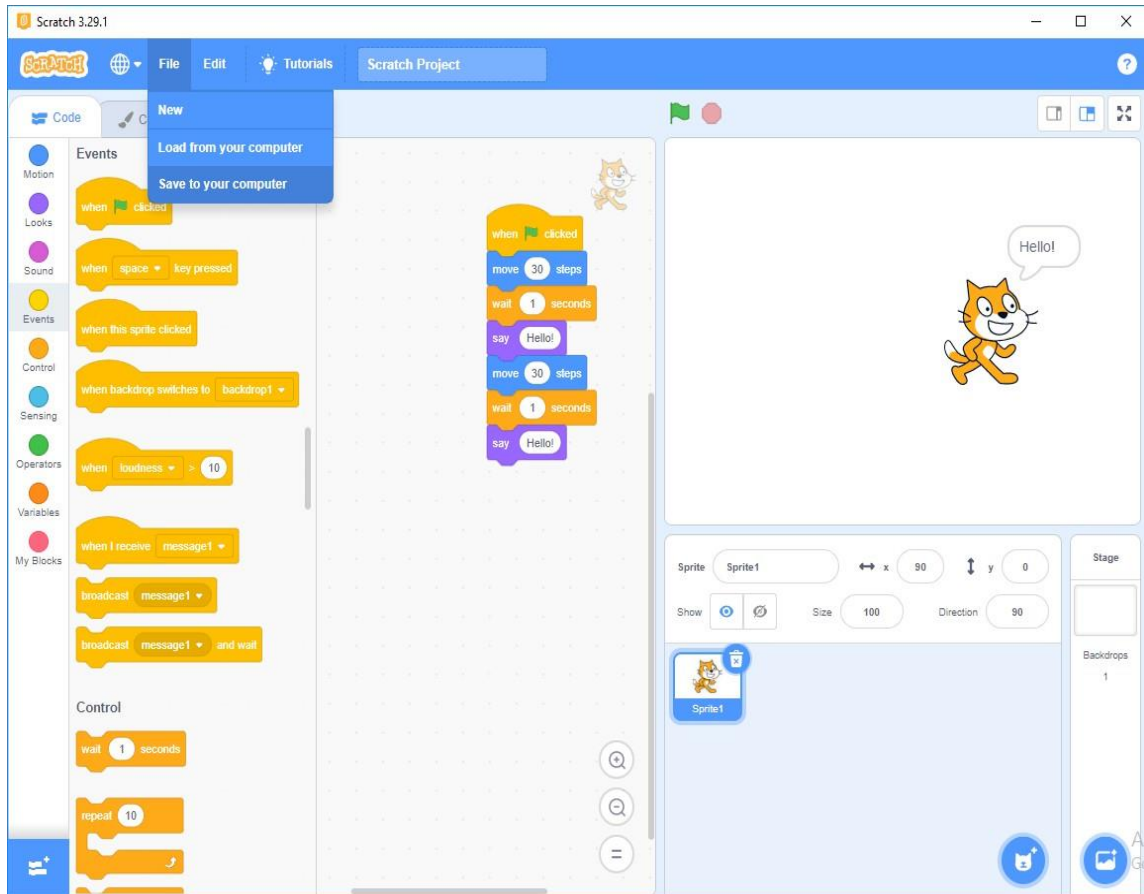 Scratch 3.29.1
SCRATCH File Edit Tutorials Scratch Project ?
New
Load from your computer
Save to your computer
Code
C
Motion
Looks
Sound
Events
Control
Sensing
Operators
Variables
My Blocks
Events
when clicked
when space key pressed
when this sprite clicked
when backdrop switches to backdrop1
when loudness > 10
when I receive message1
broadcast message1
broadcast message1 and wait
Control
wait 1 seconds
repeat 10
when clicked
move 30 steps
wait 1 seconds
say Hello!
move 30 steps
wait 1 seconds
say Hello!
Hello!
Sprite Sprite1 x 90 y 0
Show Size 100 Direction 90
Sprite1
Stage
Backdrops
1